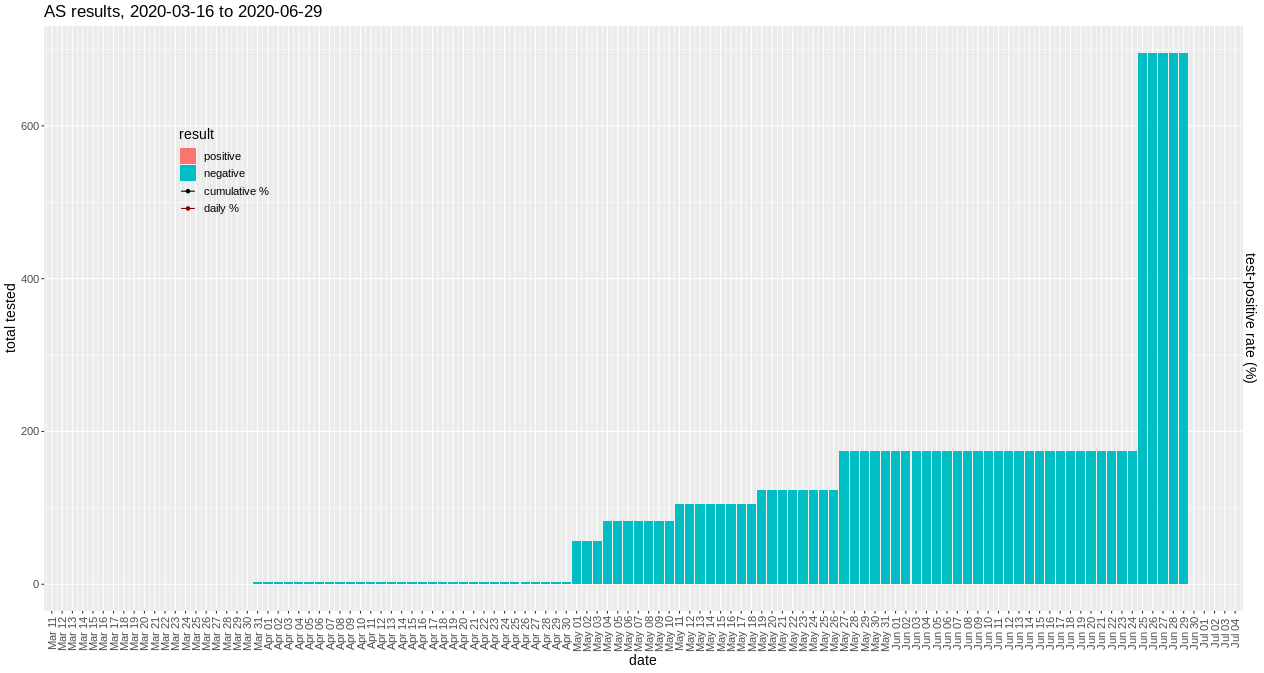 AS results, 2020-03-16 to 2020-06-29
total tested
600
400
200
0
result
positive
negative
cumulative %
daily %
test-positive rate (%)
Mar 11
Mar 12
Mar 13
Mar 14
Mar 15
Mar 16
Mar 17
Mar 18
Mar 19
Mar 20
Mar 21
Mar 22
Mar 23
Mar 24
Mar 25
Mar 26
Mar 27
Mar 28
Mar 29
Mar 30
Mar 31
Apr 01
Apr 02
Apr 03
Apr 04
Apr 05
Apr 06
Apr 07
Apr 08
Apr 09
Apr 10
Apr 11
Apr 12
Apr 13
Apr 14
Apr 15
Apr 16
Apr 17
Apr 18
Apr 19
Apr 20
Apr 21
Apr 22
Apr 23
Apr 24
Apr 25
Apr 26
Apr 27
Apr 28
Apr 29
Apr 30
May 01
May 02
May 03
May 04
May 05
May 06
May 07
May 08
May 09
May 10
May 11
May 12
May 13
May 14
May 15
May 16
May 17
May 18
May 19
May 20
May 21
May 22
May 23
May 24
May 25
May 26
May 27
May 28
May 29
May 30
May 31
Jun 01
Jun 02
Jun 03
Jun 04
Jun 05
Jun 06
Jun 07
Jun 08
Jun 09
Jun 10
Jun 11
Jun 12
Jun 13
Jun 14
Jun 15
Jun 16
Jun 17
Jun 18
Jun 19
Jun 20
Jun 21
Jun 22
Jun 23
Jun 24
Jun 25
Jun 26
Jun 27
Jun 28
Jun 29
Jun 30
Jul 01
Jul 02
Jul 03
Jul 04
date